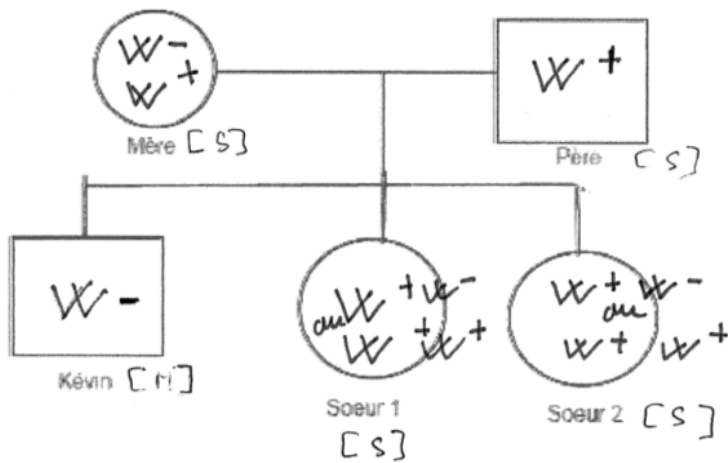 W -
W +
Mère [S]
W +
Père [S]
W -
Kévin [M]
W + W -
ou
W + W +
Soeur 1
[S]
W + W -
ou
W + W +
Soeur 2 [S]